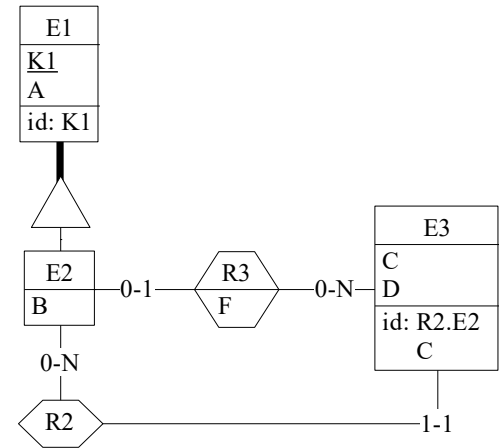 E1
K1
A
id: K1
E2
B
0-1
R3
F
0-N
E3
C
D
id: R2.E2
C
0-N
R2
1-1